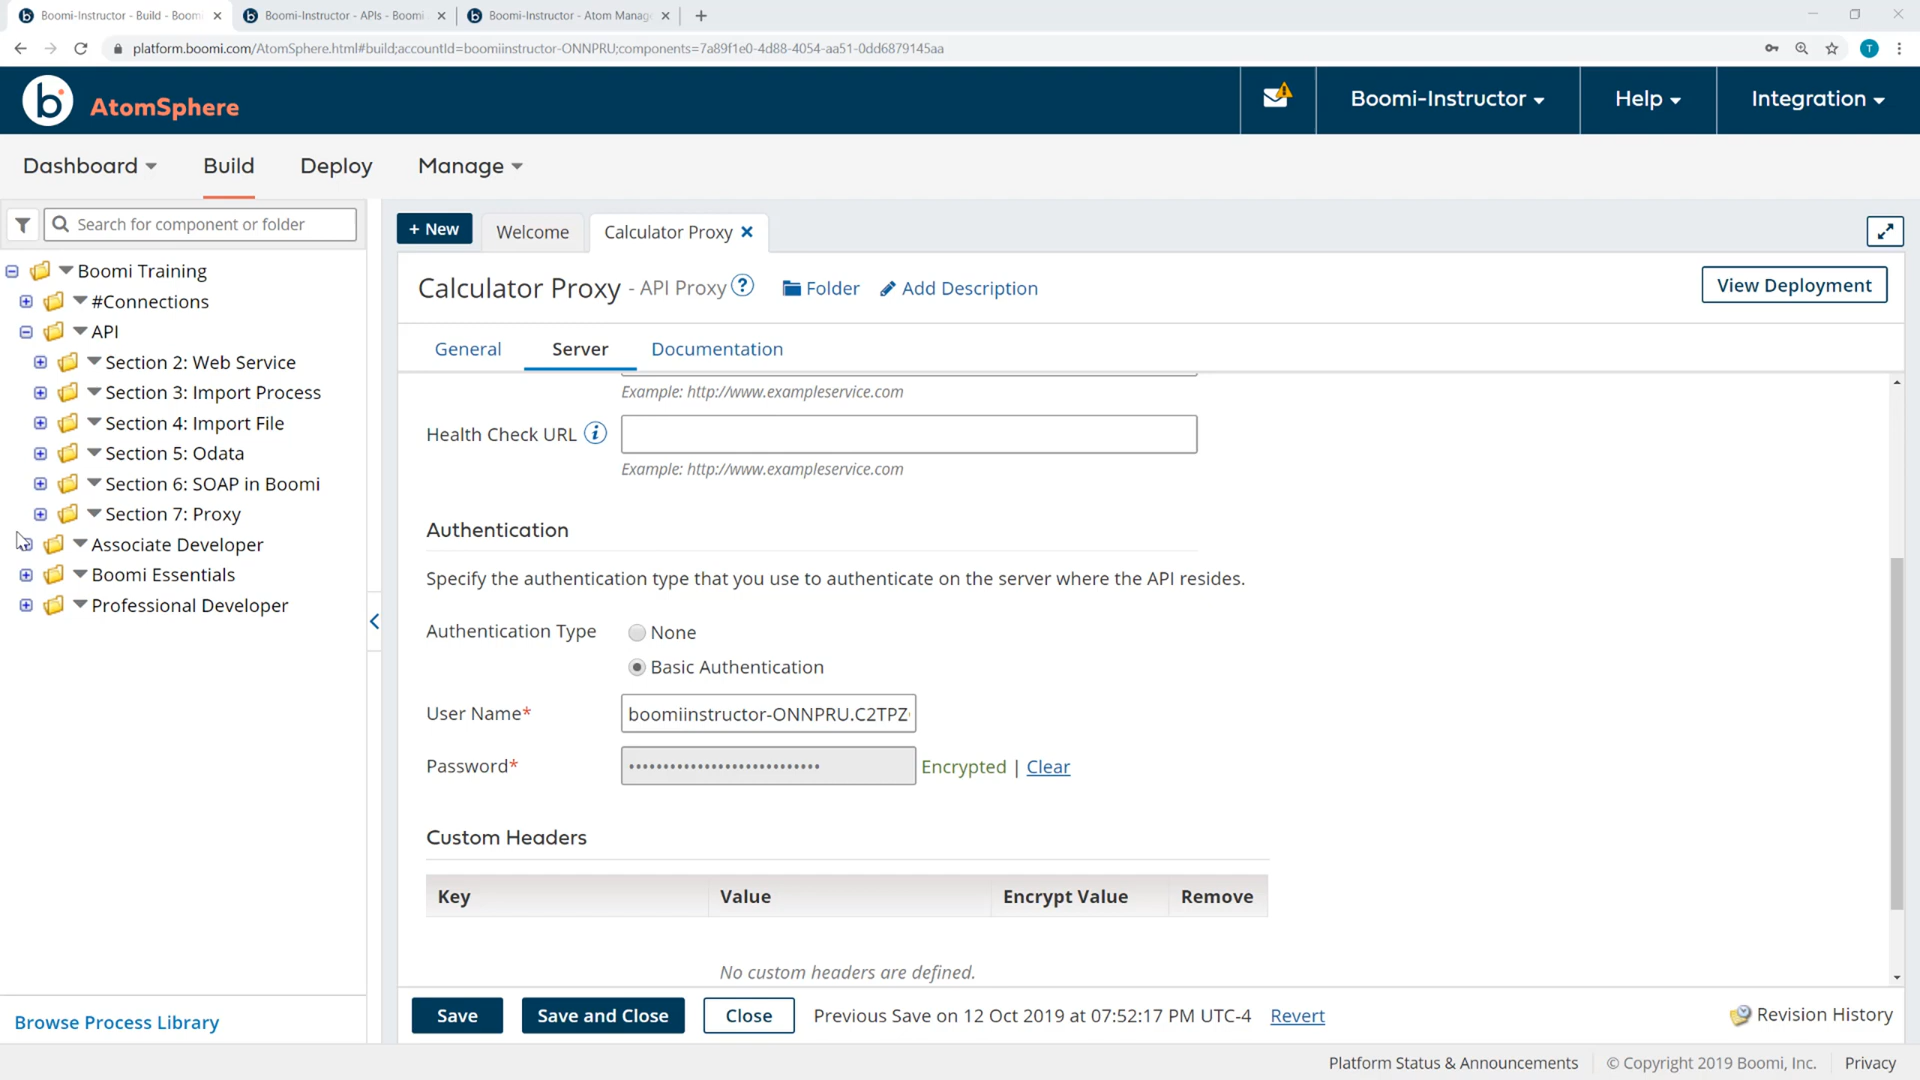 Boomi-Instructor - Build - Boom
Boomi-Instructor - APIs - Boomi
Boomi-Instructor - Atom Manag
platform.boomi.com/AtomSphere.html#build;accountId=boomiinstructor-ONNPRU;components=7a89f1e0-4d88-4054-aa51-0dd6879145aa
T
b AtomSphere
Boomi-Instructor
Help
Integration
Dashboard
Build
Deploy
Manage
Search for component or folder
Boomi Training
#Connections
API
Section 2: Web Service
Section 3: Import Process
Section 4: Import File
Section 5: Odata
Section 6: SOAP in Boomi
Section 7: Proxy
Associate Developer
Boomi Essentials
Professional Developer
Browse Process Library
+ New
Welcome
Calculator Proxy
Calculator Proxy - API Proxy ?
Folder
Add Description
View Deployment
General
Server
Documentation
Example: http://www.exampleservice.com
Health Check URL i
Example: http://www.exampleservice.com
Authentication
Specify the authentication type that you use to authenticate on the server where the API resides.
Authentication Type
None
Basic Authentication
User Name*
boomiinstructor-ONNPRU.C2TPZ
Password*
Encrypted | Clear
Custom Headers
Key Value Encrypt Value Remove
No custom headers are defined.
Save
Save and Close
Close
Previous Save on 12 Oct 2019 at 07:52:17 PM UTC-4 Revert
Revision History
Platform Status & Announcements
© Copyright 2019 Boomi, Inc.
Privacy